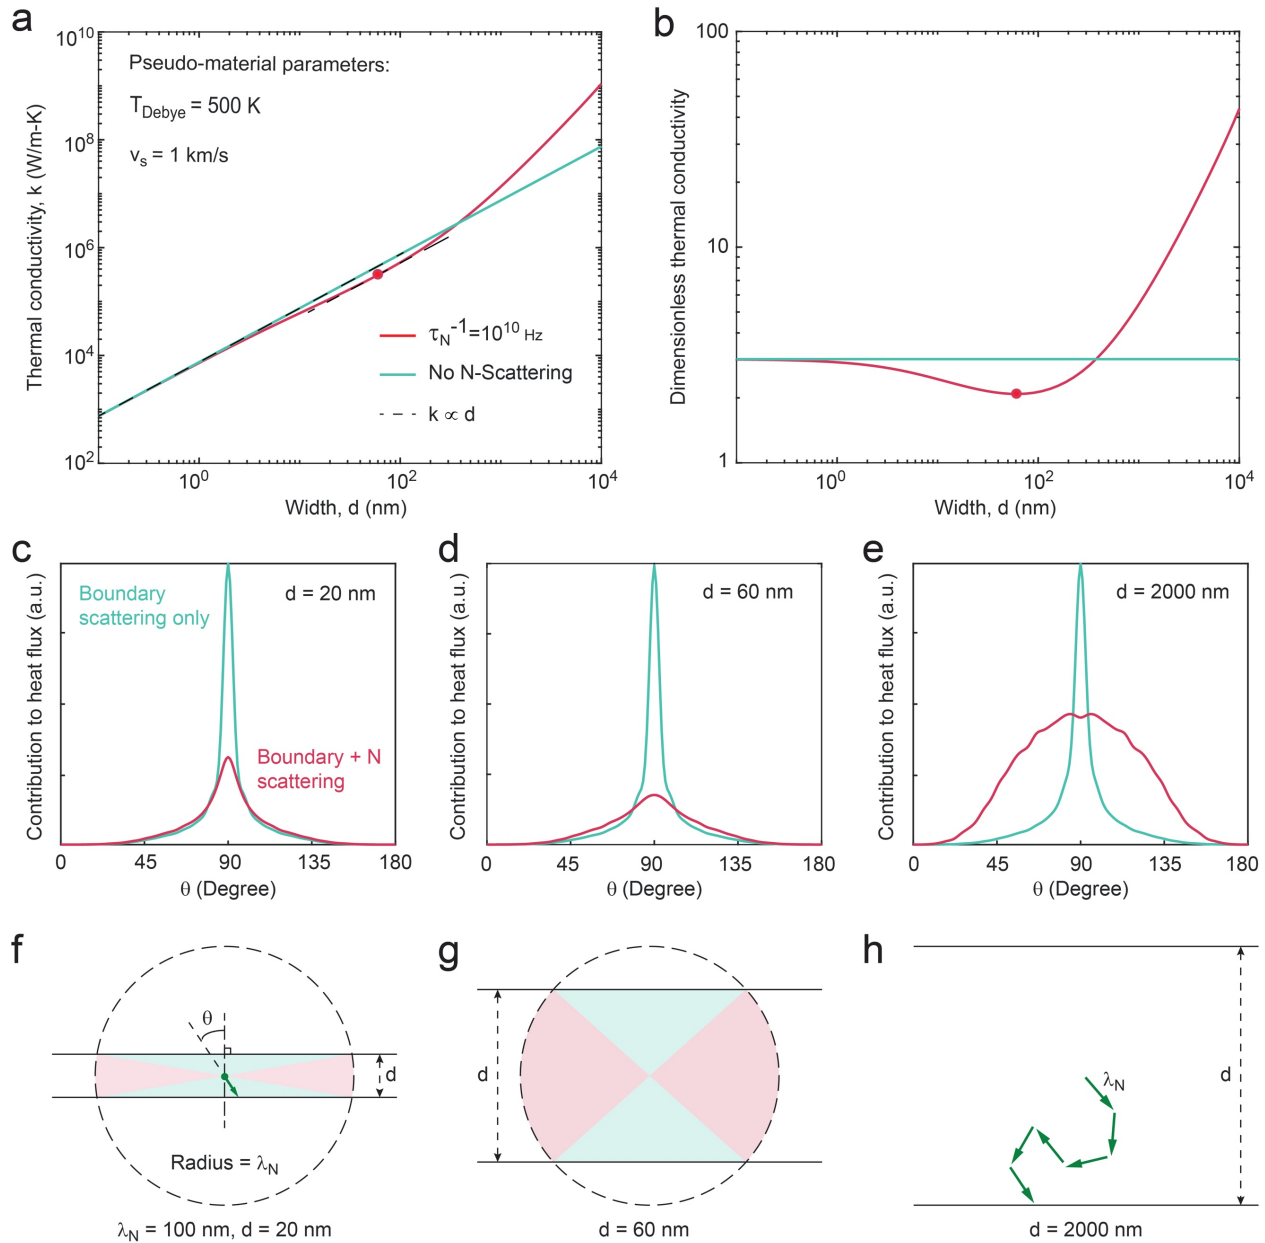 a
Thermal conductivity, k (W/m-K)
10^10
10^8
10^6
10^4
10^2
Pseudo-material parameters:
T_Debye = 500 K
v_s = 1 km/s
τ_N^-1=10^10 Hz
No N-Scattering
k ∝ d
10^0
10^2
10^4
Width, d (nm)
b
Dimensionless thermal conductivity
100
10
1
10^0
10^2
10^4
Width, d (nm)
c
Contribution to heat flux (a.u.)
Boundary
scattering only
d = 20 nm
Boundary + N
scattering
0
45
90
135
180
θ (Degree)
d
Contribution to heat flux (a.u.)
d = 60 nm
0
45
90
135
180
θ (Degree)
e
Contribution to heat flux (a.u.)
d = 2000 nm
0
45
90
135
180
θ (Degree)
f
θ
d
Radius = λ_N
λ_N = 100 nm, d = 20 nm
g
d
d = 60 nm
h
λ_N
d
d = 2000 nm